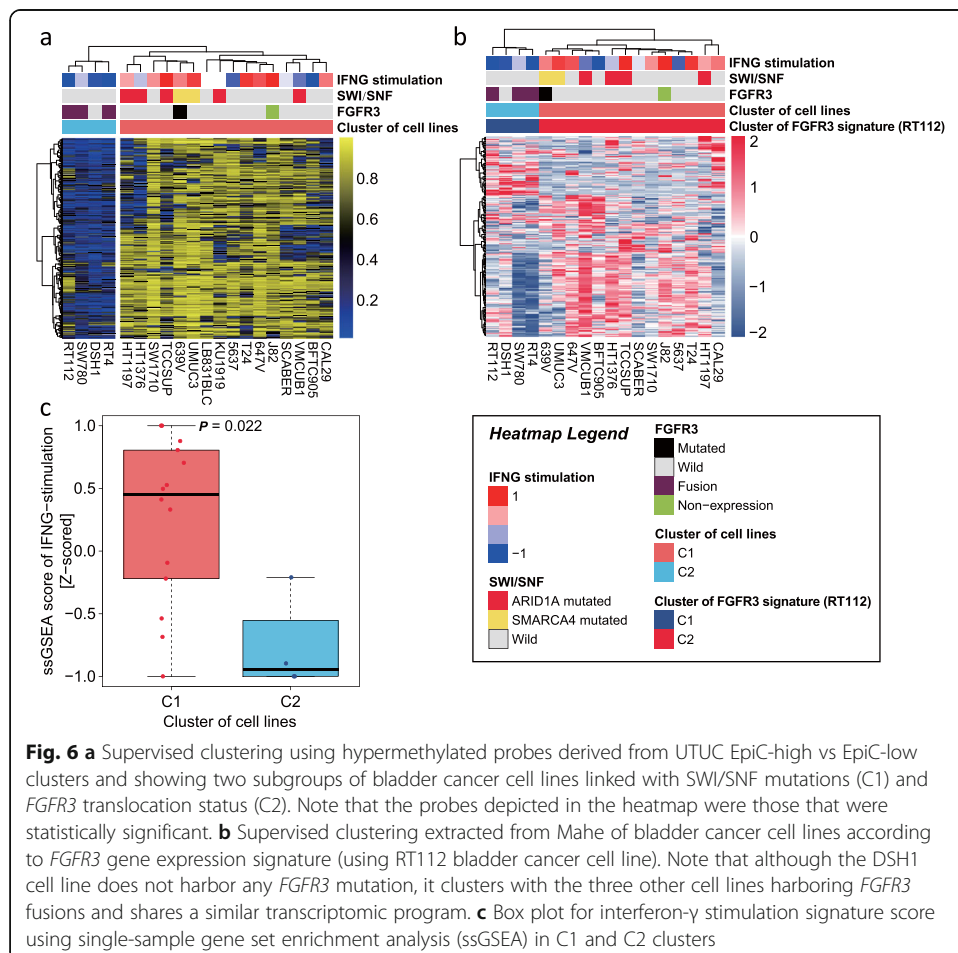 a
IFNG stimulation
SWI/SNF
FGFR3
Cluster of cell lines
0.8
0.6
0.4
0.2
RT112
SW780
DSH1
RT4
HT1197
HT1376
SW1710
TCCSUP
639V
UMUC3
LB831BLC
KU1919
5637
T24
647V
J82
SCABER
VMCUB1
BFTC905
CAL29
b
IFNG stimulation
SWI/SNF
FGFR3
Cluster of cell lines
Cluster of FGFR3 signature (RT112)
2
1
0
−1
−2
RT112
DSH1
SW780
RT4
639V
UMUC3
647V
VMCUB1
BFTC905
HT1376
TCCSUP
SCABER
SW1710
J82
5637
T24
HT1197
CAL29
c
P = 0.022
1.0
0.5
0.0
−0.5
−1.0
ssGSEA score of IFNG-stimulation
[Z−scored]
C1
C2
Cluster of cell lines
Heatmap Legend
IFNG stimulation
1
−1
SWI/SNF
ARID1A mutated
SMARCA4 mutated
Wild
FGFR3
Mutated
Wild
Fusion
Non−expression
Cluster of cell lines
C1
C2
Cluster of FGFR3 signature (RT112)
C1
C2
Fig. 6 a Supervised clustering using hypermethylated probes derived from UTUC EpiC-high vs EpiC-low
clusters and showing two subgroups of bladder cancer cell lines linked with SWI/SNF mutations (C1) and
FGFR3 translocation status (C2). Note that the probes depicted in the heatmap were those that were
statistically significant. b Supervised clustering extracted from Mahe of bladder cancer cell lines according
to FGFR3 gene expression signature (using RT112 bladder cancer cell line). Note that although the DSH1
cell line does not harbor any FGFR3 mutation, it clusters with the three other cell lines harboring FGFR3
fusions and shares a similar transcriptomic program. c Box plot for interferon-γ stimulation signature score
using single-sample gene set enrichment analysis (ssGSEA) in C1 and C2 clusters